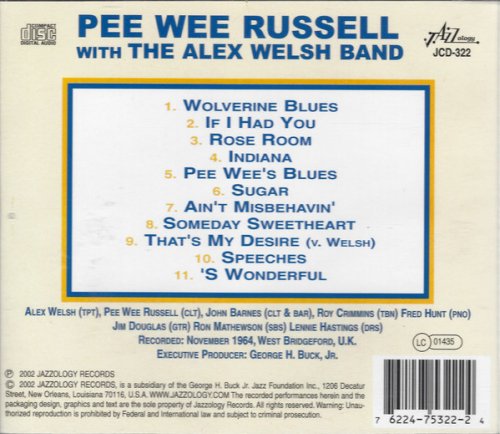 COMPACT
disc
DIGITAL AUDIO
PEE WEE RUSSELL
WITH THE ALEX WELSH BAND
JAZZology
JCD-322
1. WOLVERINE BLUES
2. IF I HAD YOU
3. ROSE ROOM
4. INDIANA
5. PEE WEE'S BLUES
6. SUGAR
7. AIN'T MISBEHAVIN'
8. SOMEDAY SWEETHEART
9. THAT'S MY DESIRE (V. WELSH)
10. SPEECHES
11. 'S WONDERFUL
ALEX WELSH (TPT), PEE WEE RUSSELL (CLT), JOHN BARNES (CLT & BAR), ROY CRIMMINS (TBN) FRED HUNT (PNO)
JIM DOUGLAS (GTR) RON MATHEWSON (SBS) LENNIE HASTINGS (DRS)
RECORDED: NOVEMBER 1964, WEST BRIDGEFORD, U.K.
EXECUTIVE PRODUCER: GEORGE H. BUCK, JR.
LC 01435
℗ 2002 JAZZOLOGY RECORDS
© 2002 JAZZOLOGY RECORDS, is a subsidiary of the George H. Buck Jr. Jazz Foundation Inc., 1206 Decatur
Street, New Orleans, Louisiana 70116, U.S.A. WWW.JAZZOLOGY.COM The recorded performances herein and the
packaging design, graphics and text are the sole property of Jazzology Records. All rights reserved. Warning: Unau-
thorized reproduction is prohibited by Federal and International law and subject to criminal prosecution.
7 62247-75322-2 4